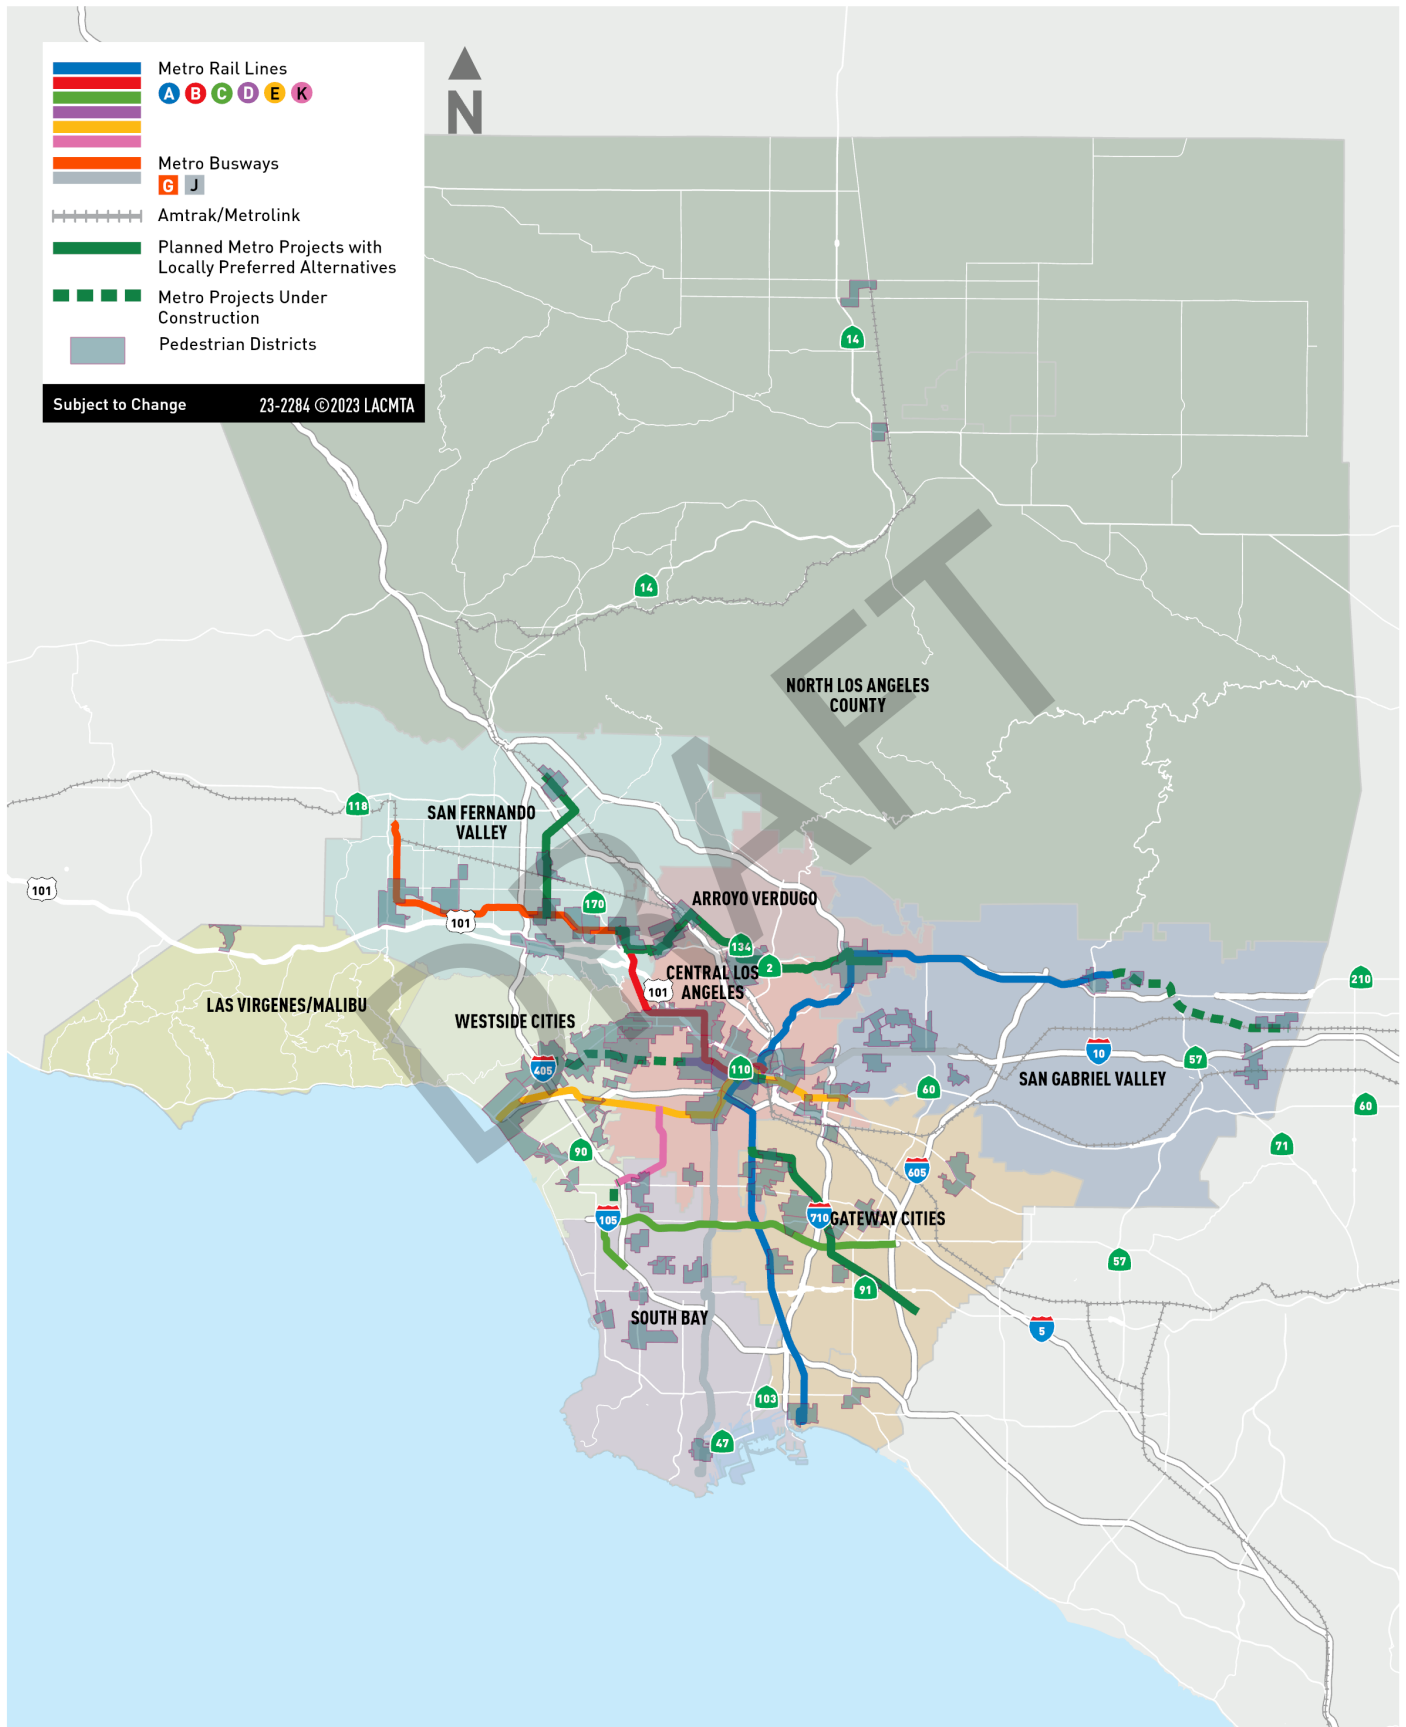 Metro Rail Lines
A B C D E K
Metro Busways
G J
Amtrak/Metrolink
Planned Metro Projects with
Locally Preferred Alternatives
Metro Projects Under
Construction
Pedestrian Districts
Subject to Change 23-2284 ©2023 LACMTA
N
14
14
NORTH LOS ANGELES
COUNTY
DRAFT
118
SAN FERNANDO
VALLEY
101
170
ARROYO VERDUGO
101
134
2
CENTRAL LOS
ANGELES
101
210
LAS VIRGENES/MALIBU
WESTSIDE CITIES
405
110
10
57
SAN GABRIEL VALLEY
60
60
90
71
605
105
710
GATEWAY CITIES
57
91
SOUTH BAY
5
103
47